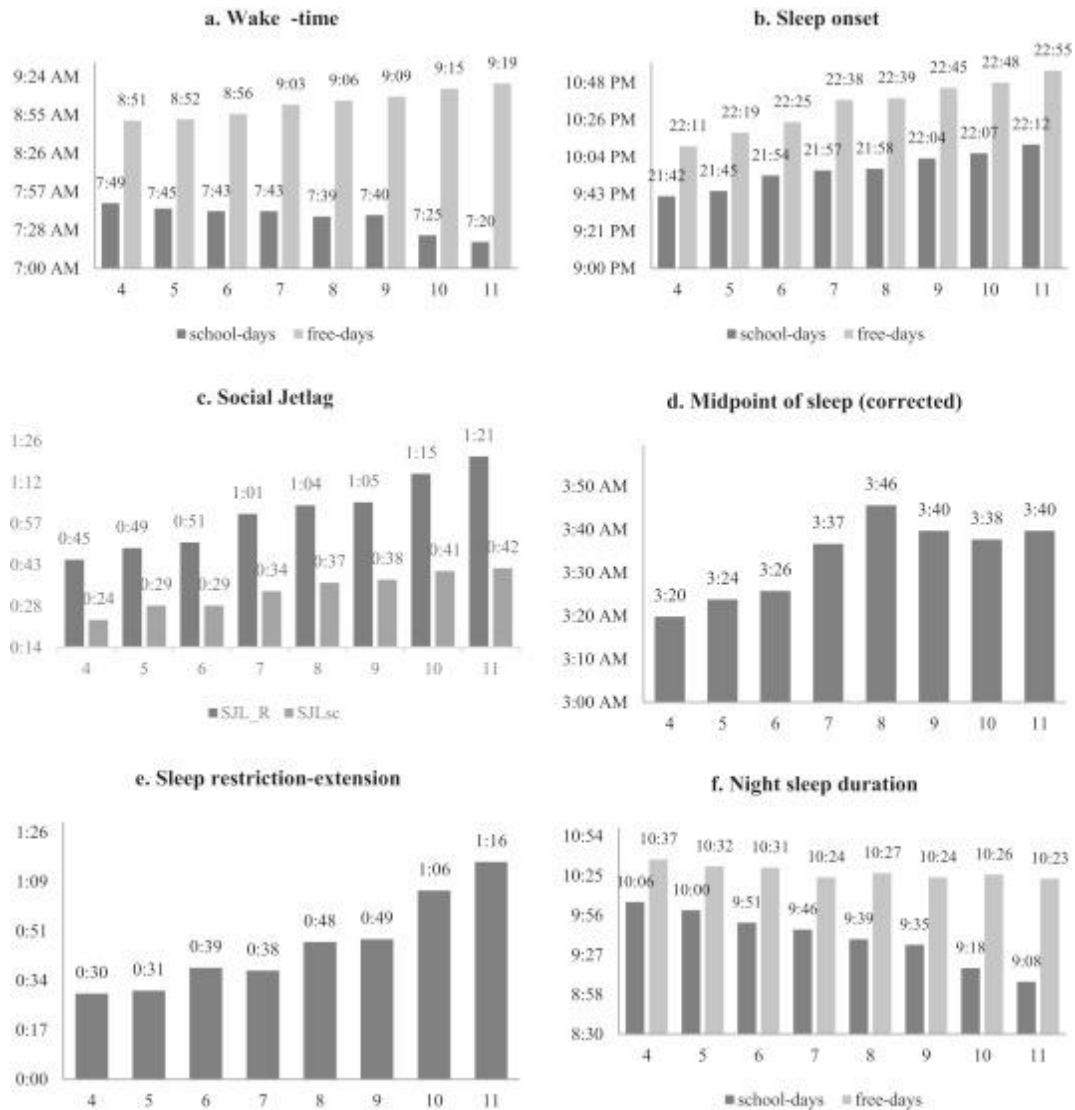 a. Wake -time
9:24 AM
8:55 AM
8:26 AM
7:57 AM
7:28 AM
7:00 AM
8:51 8:52 8:56 9:03 9:06 9:09 9:15 9:19
7:49 7:45 7:43 7:43 7:39 7:40 7:25 7:20
4 5 6 7 8 9 10 11
school-days free-days
b. Sleep onset
10:48 PM
10:26 PM
10:04 PM
9:43 PM
9:21 PM
9:00 PM
22:11 22:19 22:25 22:38 22:39 22:45 22:48 22:55
21:42 21:45 21:54 21:57 21:58 22:04 22:07 22:12
4 5 6 7 8 9 10 11
school-days free-days
c. Social Jetlag
1:26
1:12
0:57
0:43
0:28
0:14
0:45 0:49 0:51 1:01 1:04 1:05 1:15 1:21
0:24 0:29 0:29 0:34 0:37 0:38 0:41 0:42
4 5 6 7 8 9 10 11
SJL_R SJLsc
d. Midpoint of sleep (corrected)
3:50 AM
3:40 AM
3:30 AM
3:20 AM
3:10 AM
3:00 AM
3:20 3:24 3:26 3:37 3:46 3:40 3:38 3:40
4 5 6 7 8 9 10 11
e. Sleep restriction-extension
1:26
1:09
0:51
0:34
0:17
0:00
0:30 0:31 0:39 0:38 0:48 0:49 1:06 1:16
4 5 6 7 8 9 10 11
f. Night sleep duration
10:54
10:25
9:56
9:27
8:58
8:30
10:37 10:32 10:31 10:24 10:27 10:24 10:26 10:23
10:06 10:00 9:51 9:46 9:39 9:35 9:18 9:08
4 5 6 7 8 9 10 11
school-days free-days